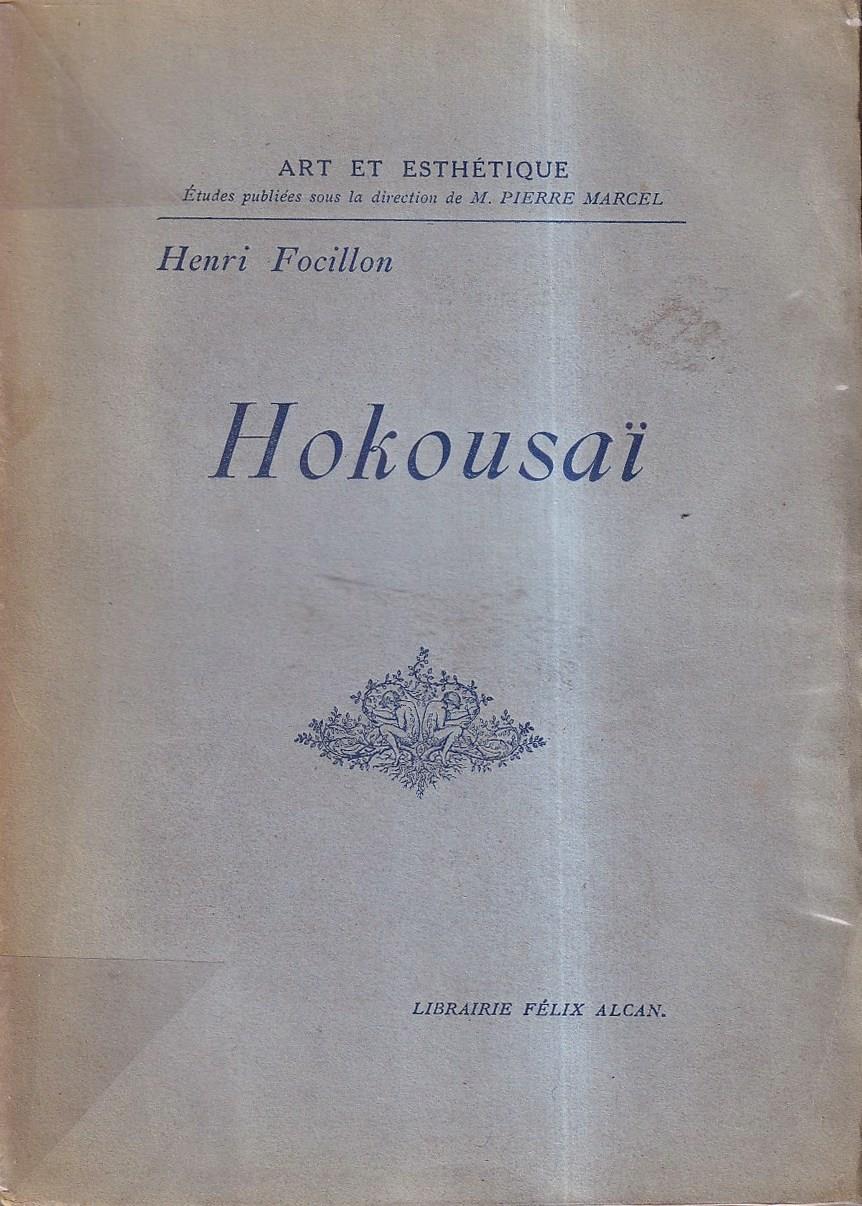 ART ET ESTHÉTIQUE
Études publiées sous la direction de M. PIERRE MARCEL
Henri Focillon
Hokousaï
LIBRAIRIE FÉLIX ALCAN.